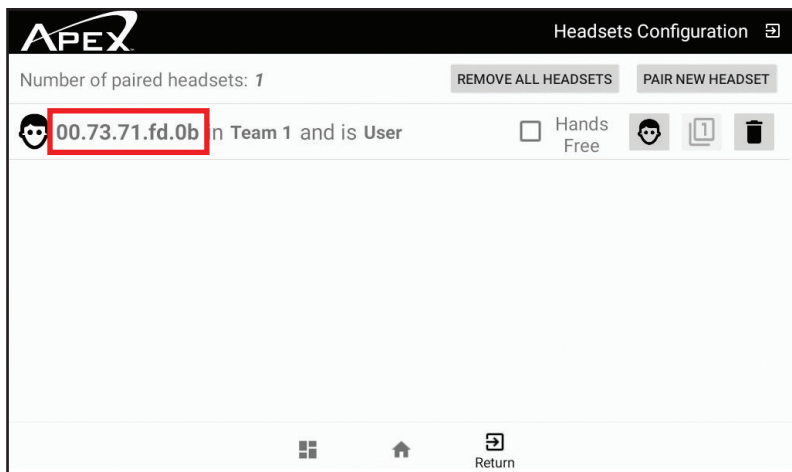 APEX
Headsets Configuration
Number of paired headsets: 1
REMOVE ALL HEADSETS
PAIR NEW HEADSET
00.73.71.fd.0b in Team 1 and is User
Hands
Free
1
Return